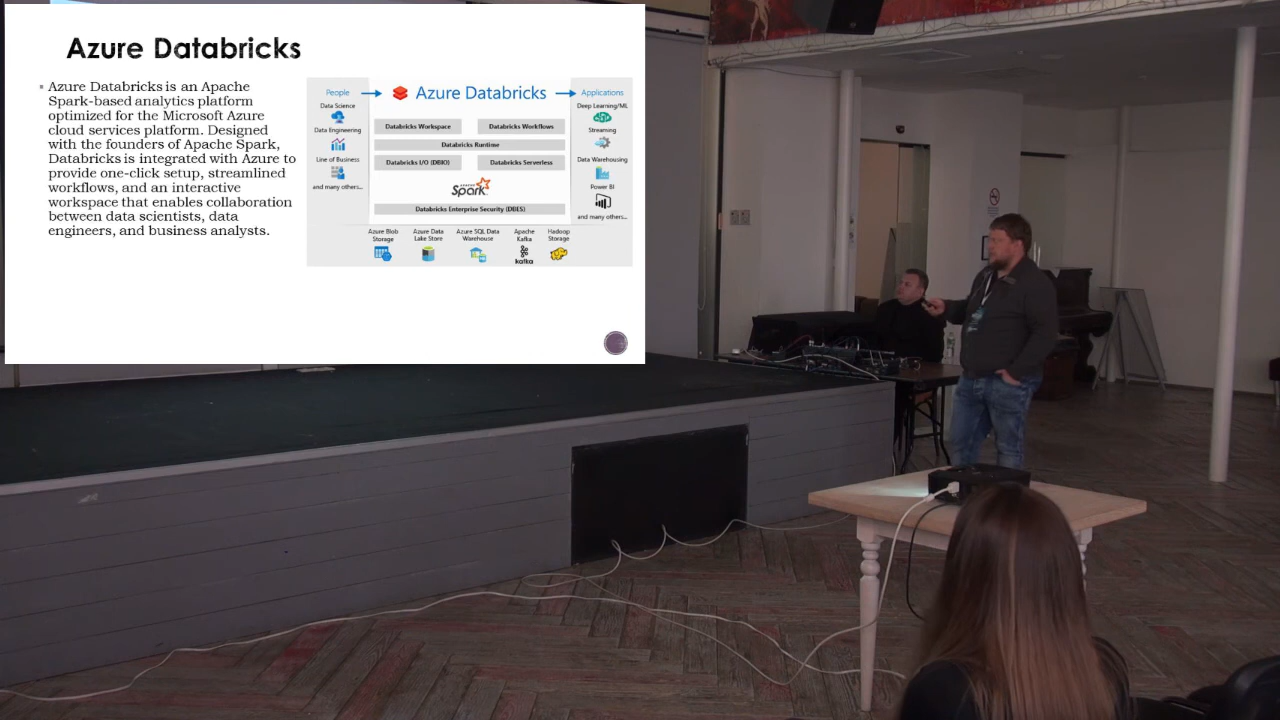 Azure Databricks
Azure Databricks is an Apache
Spark-based analytics platform
optimized for the Microsoft Azure
cloud services platform. Designed
with the founders of Apache Spark,
Databricks is integrated with Azure to
provide one-click setup, streamlined
workflows, and an interactive
workspace that enables collaboration
between data scientists, data
engineers, and business analysts.
People
Azure Databricks
Applications
Data Science
Data Engineering
Line of Business
and many others...
Databricks Workspace
Databricks Workflows
Databricks Runtime
Databricks I/O (DBIO)
Databricks Serverless
APACHE
Spark
Databricks Enterprise Security (DBES)
Deep Learning/ML
Streaming
Data Warehousing
Power BI
and many others...
Azure Blob
Storage
Azure Data
Lake Store
Azure SQL Data
Warehouse
Apache
Kafka
kafka
Hadoop
Storage